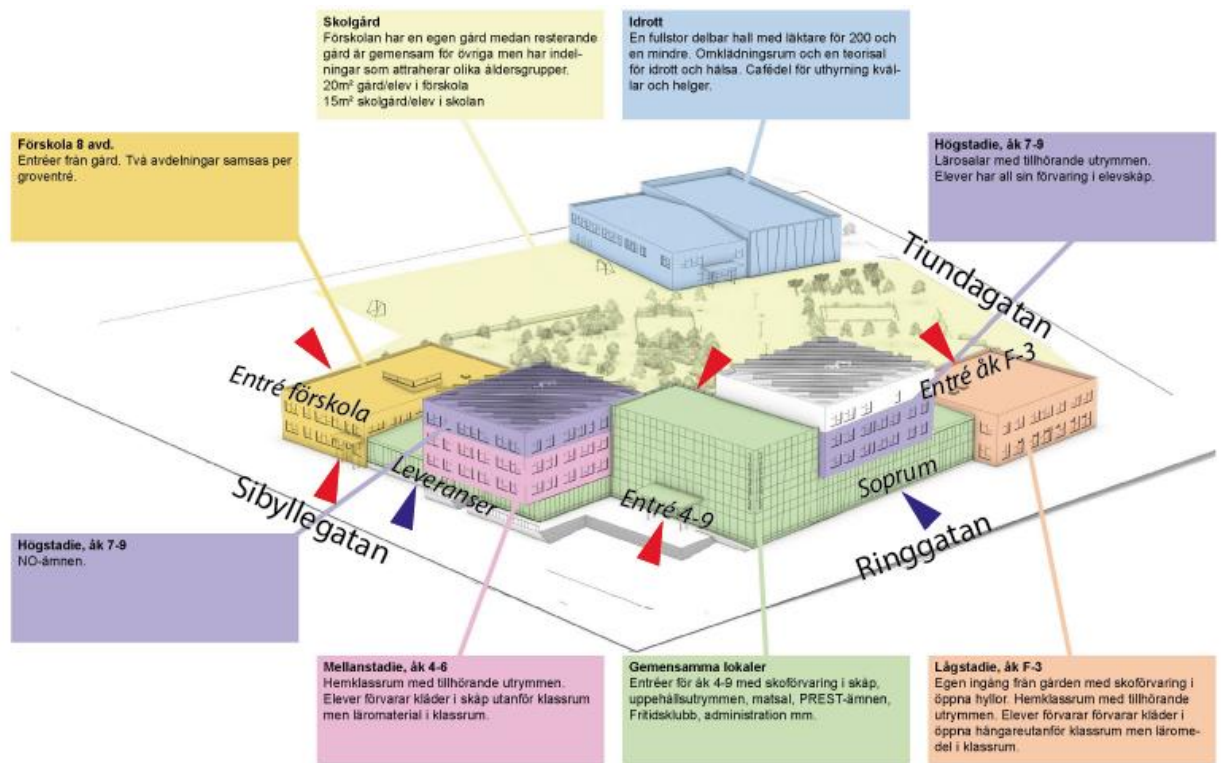 Skolgård
Förskolan har en egen gård medan resterande
gård är gemensam för övriga men har indel-
ningar som attraherar olika åldersgrupper.
20m² gård/elev i förskola
15m² skolgård/elev i skolan
Idrott
En fullstor delbar hall med läktare för 200 och
en mindre. Omklädningsrum och en teorisal
för idrott och hälsa. Cafédel för uthyrning kväl-
lar och helger.
Förskola 8 avd.
Entréer från gård. Två avdelningar samsas per
groventré.
Högstadie, åk 7-9
Lärosalar med tillhörande utrymmen.
Elever har all sin förvaring i elevskåp.
Tiundagatan
Entré förskola
Entré åk F-3
Leveranser
Entré 4-9
Soprum
Sibyllegatan
Ringgatan
Högstadie, åk 7-9
NO-ämnen.
Mellanstadie, åk 4-6
Hemklassrum med tillhörande utrymmen.
Elever förvarar kläder i skåp utanför klassrum
men läromaterial i klassrum.
Gemensamma lokaler
Entréer för åk 4-9 med skoförvaring i skåp,
uppehållsutrymmen, matsal, PREST-ämnen,
Fritidsklubb, administration mm.
Lågstadie, åk F-3
Egen ingång från gården med skoförvaring i
öppna hyllor. Hemklassrum med tillhörande
utrymmen. Elever förvarar förvarar kläder i
öppna hängareutanför klassrum men lärome-
del i klassrum.